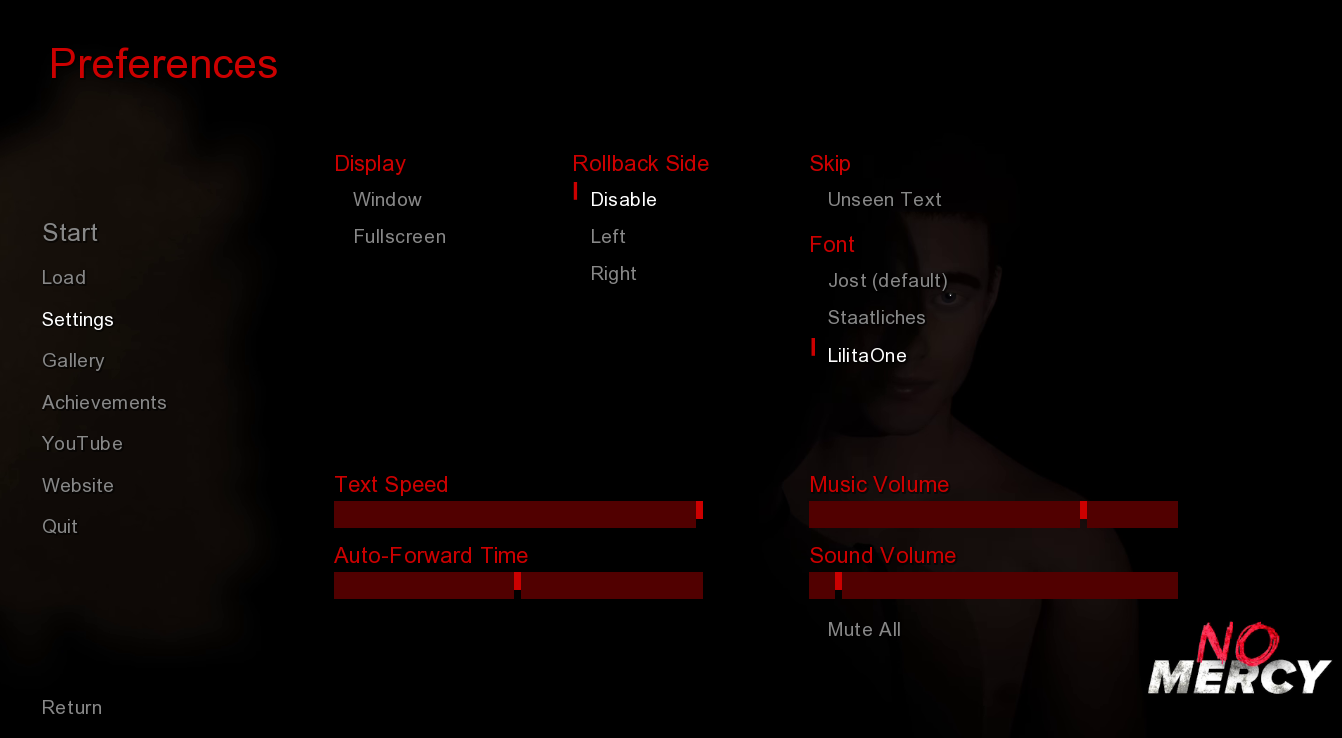 Preferences
Start
Load
Settings
Gallery
Achievements
YouTube
Website
Quit
Return
Display
Window
Fullscreen
Rollback Side
Disable
Left
Right
Skip
Unseen Text
Font
Jost (default)
Staatliches
LilitaOne
Text Speed
Auto-Forward Time
Music Volume
Sound Volume
Mute All
NO
MERCY